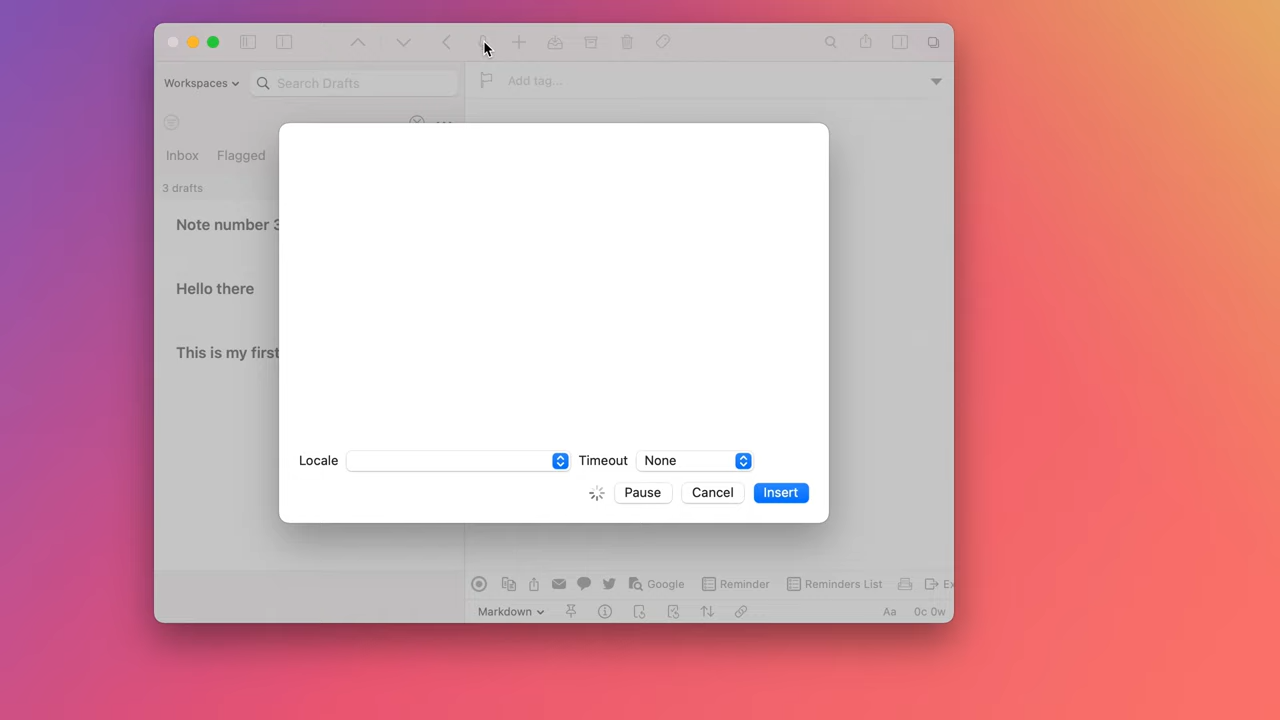 Workspaces
Search Drafts
Add tag...
Inbox
Flagged
3 drafts
Note number 3
Hello there
This is my first
Locale
Timeout
None
Pause
Cancel
Insert
Google
Reminder
Reminders List
Ex
Markdown
Aa
0c 0w